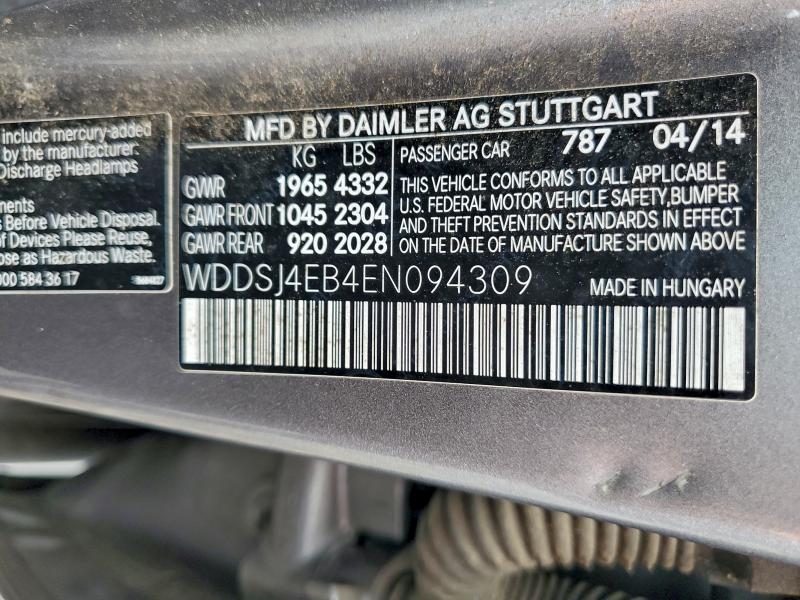 include mercury-added
by the manufacturer.
Discharge Headlamps
ments
s Before Vehicle Disposal.
of Devices Please Reuse,
ose as Hazardous Waste.
000 584 36 17
MFD BY DAIMLER AG STUTTGART
KG LBS
GVWR 1965 4332
GAWR FRONT 1045 2304
GAWR REAR 920 2028
PASSENGER CAR 787 04/14
THIS VEHICLE CONFORMS TO ALL APPLICABLE
U.S. FEDERAL MOTOR VEHICLE SAFETY,BUMPER
AND THEFT PREVENTION STANDARDS IN EFFECT
ON THE DATE OF MANUFACTURE SHOWN ABOVE
WDDSJ4EB4EN094309
MADE IN HUNGARY